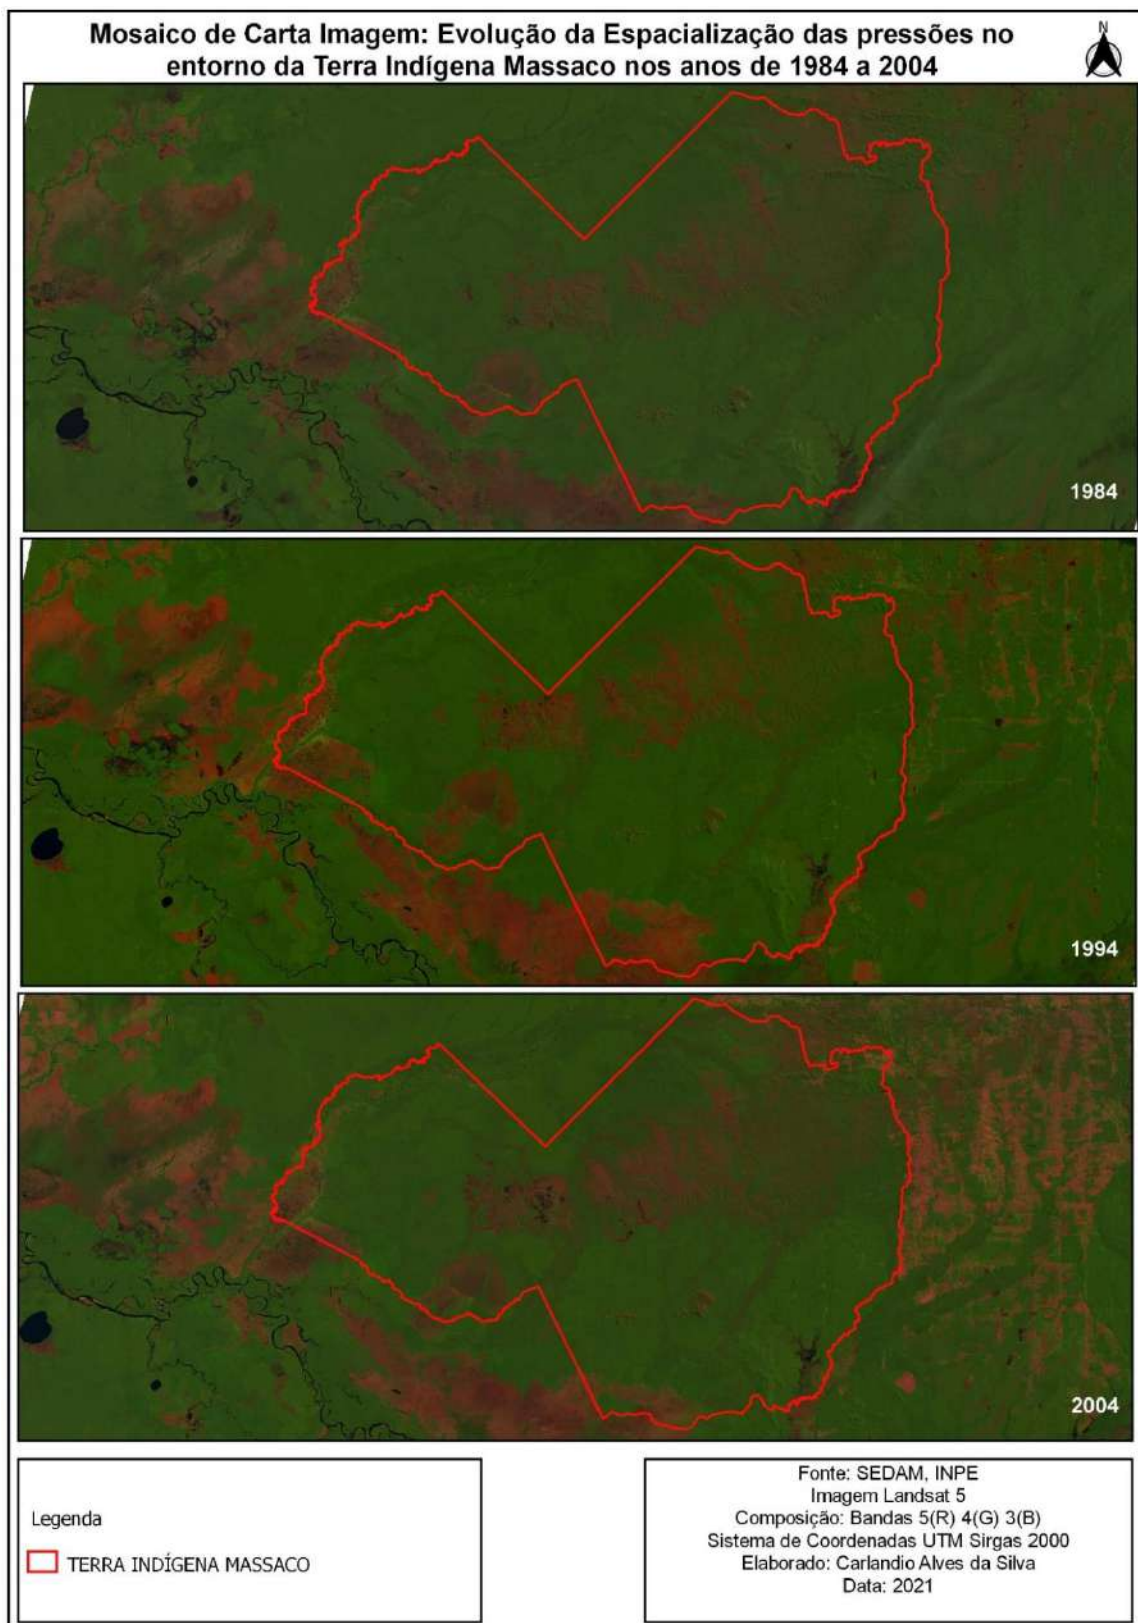 Mosaico de Carta Imagem: Evolução da Espacialização das pressões no
entorno da Terra Indígena Massaco nos anos de 1984 a 2004
N
1984
1994
2004
Legenda
TERRA INDÍGENA MASSACO
Fonte: SEDAM, INPE
Imagem Landsat 5
Composição: Bandas 5(R) 4(G) 3(B)
Sistema de Coordenadas UTM Sirgas 2000
Elaborado: Carlandio Alves da Silva
Data: 2021